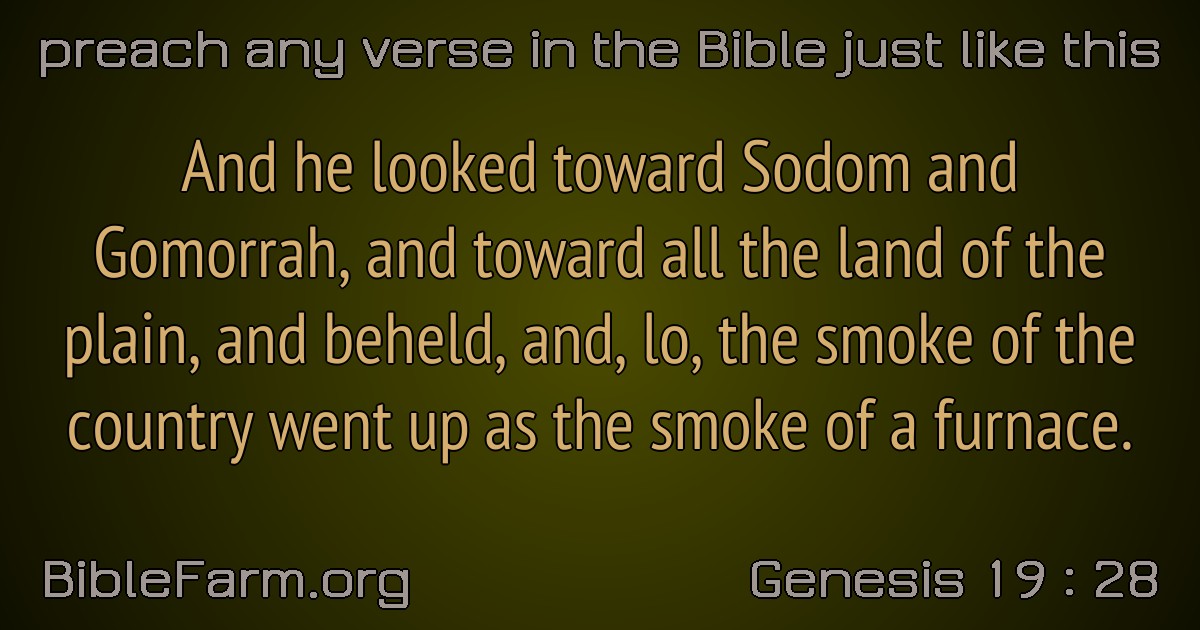 preach any verse in the Bible just like this
And he looked toward Sodom and
Gomorrah, and toward all the land of the
plain, and beheld, and, lo, the smoke of the
country went up as the smoke of a furnace.
BibleFarm.org
Genesis 19 : 28